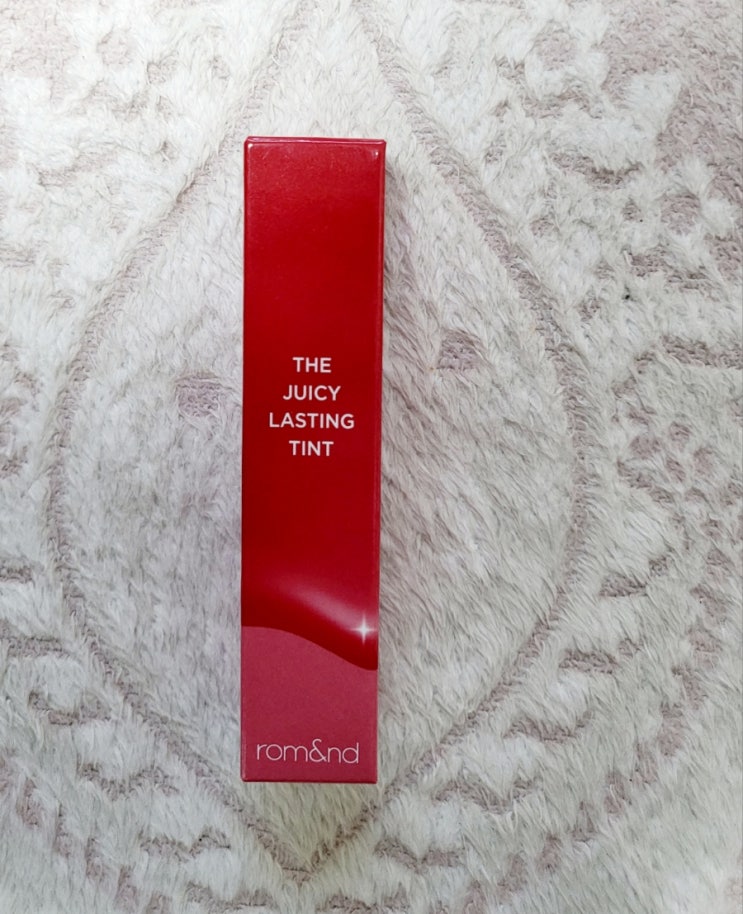 THE
JUICY
LASTING
TINT
rom&nd